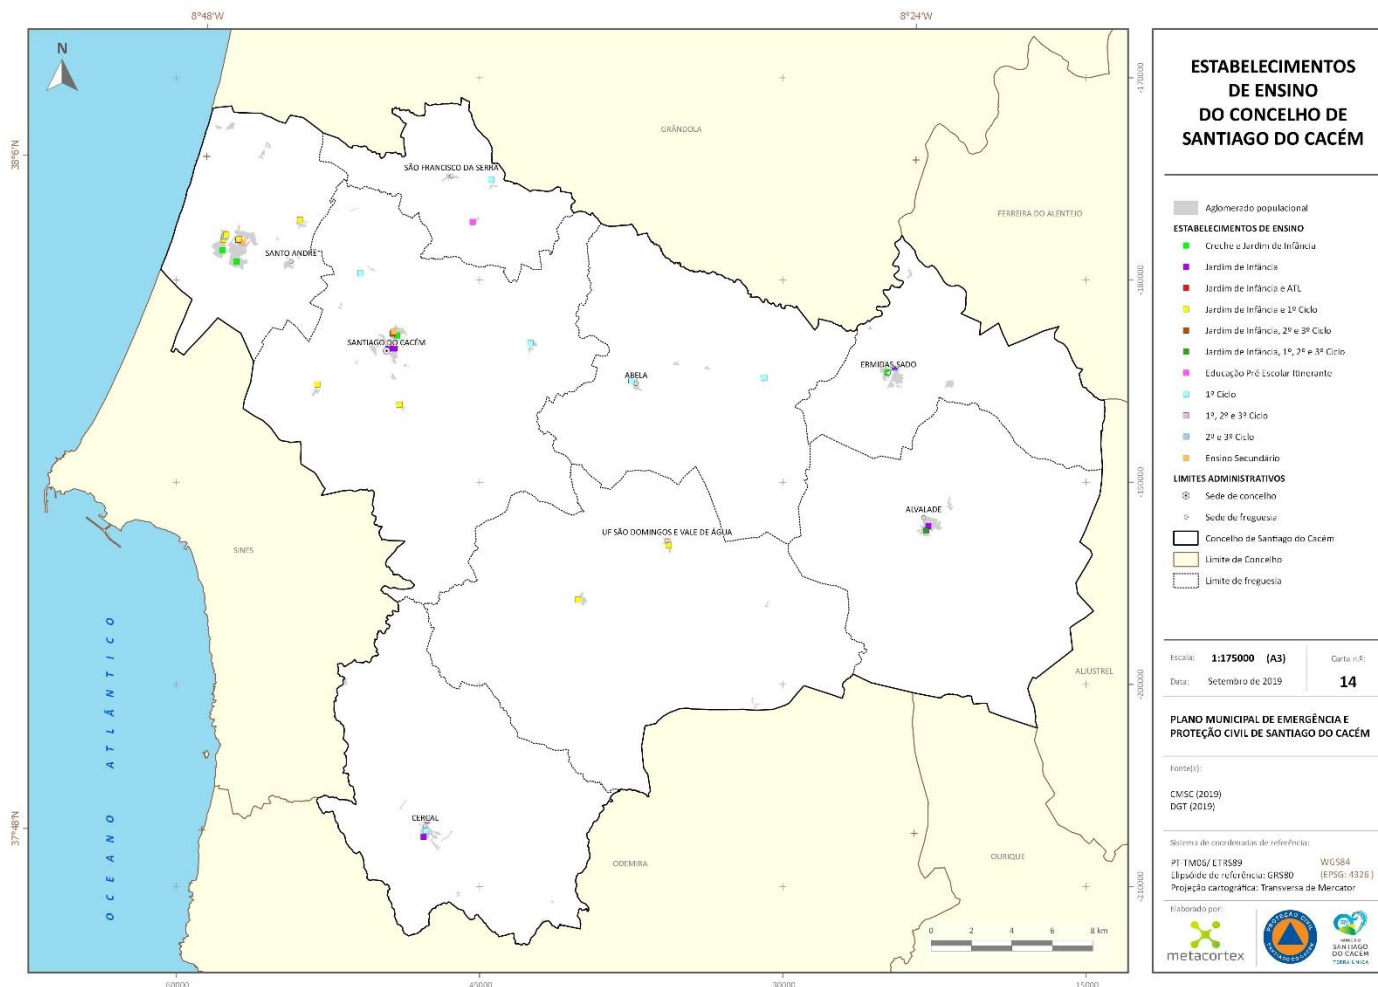 8°48'W
8°24'W
N
38°6'N
37°48'N
-170000
-180000
-190000
-200000
-210000
-60000
-45000
-30000
-15000
GRÂNDOLA
FERREIRA DO ALENTEJO
SÃO FRANCISCO DA SERRA
SANTO ANDRÉ
SANTIAGO DO CACÉM
ABELA
ERMIDAS SADO
ALVALADE
UF SÃO DOMINGOS E VALE DE ÁGUA
SINES
CERCAL
ODEMIRA
OURIQUE
ALJUSTREL
OCEANO ATLÂNTICO
0 2 4 6 8 km
ESTABELECIMENTOS
DE ENSINO
DO CONCELHO DE
SANTIAGO DO CACÉM
Aglomerado populacional
ESTABELECIMENTOS DE ENSINO
Creche e Jardim de Infância
Jardim de Infância
Jardim de Infância e ATL
Jardim de Infância e 1º Ciclo
Jardim de Infância, 2º e 3º Ciclo
Jardim de Infância, 1º, 2º e 3º Ciclo
Educação Pré Escolar Itinerante
1º Ciclo
1º, 2º e 3º Ciclo
2º e 3º Ciclo
Ensino Secundário
LIMITES ADMINISTRATIVOS
Sede de concelho
Sede de freguesia
Concelho de Santiago do Cacém
Limite de Concelho
Limite de freguesia
Escala: 1:175000 (A3)
Carta n.º:
Data: Setembro de 2019
14
PLANO MUNICIPAL DE EMERGÊNCIA E
PROTEÇÃO CIVIL DE SANTIAGO DO CACÉM
Fonte(s):
CMSC (2019)
DGT (2019)
Sistema de coordenadas de referência:
PT-TM06/ ETRS89 WGS84
Elipsóide de referência: GRS80 (EPSG: 4326)
Projeção cartográfica: Transversa de Mercator
Elaborado por:
metacortex
PROTEÇÃO CIVIL
SANTIAGO DO CACÉM
MUNICÍPIO
SANTIAGO
DO CACÉM
TERRA ÚNICA